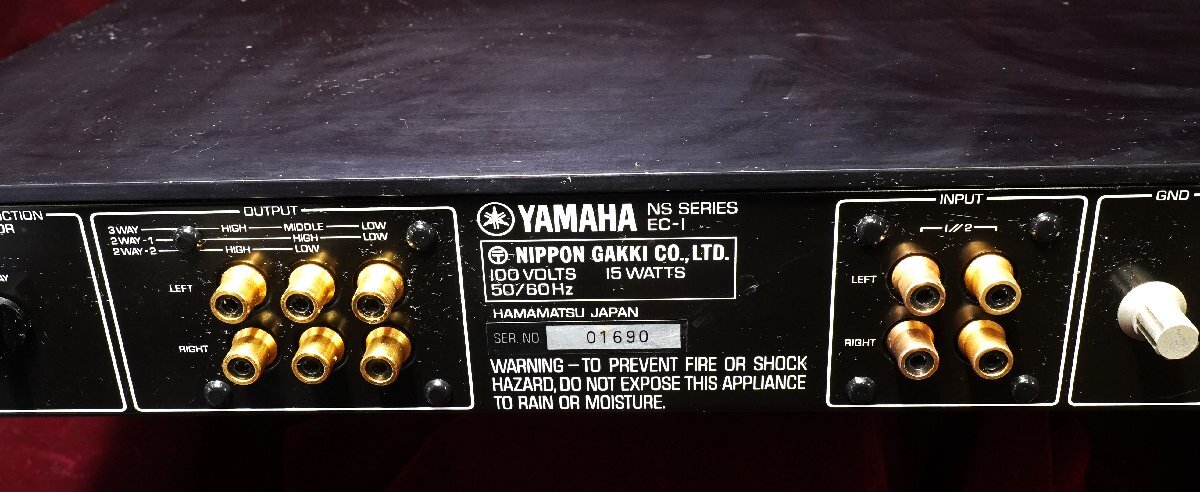 OUTPUT
3 WAY HIGH MIDDLE LOW
2 WAY-1 HIGH LOW
2 WAY-2 HIGH LOW
LEFT
RIGHT
YAMAHA NS SERIES
EC-1
NIPPON GAKKI CO., LTD.
100 VOLTS 15 WATTS
50/60 Hz
HAMAMATSU JAPAN
SER. NO 01690
WARNING – TO PREVENT FIRE OR SHOCK
HAZARD, DO NOT EXPOSE THIS APPLIANCE
TO RAIN OR MOISTURE.
INPUT
1 // 2
LEFT
RIGHT
GND